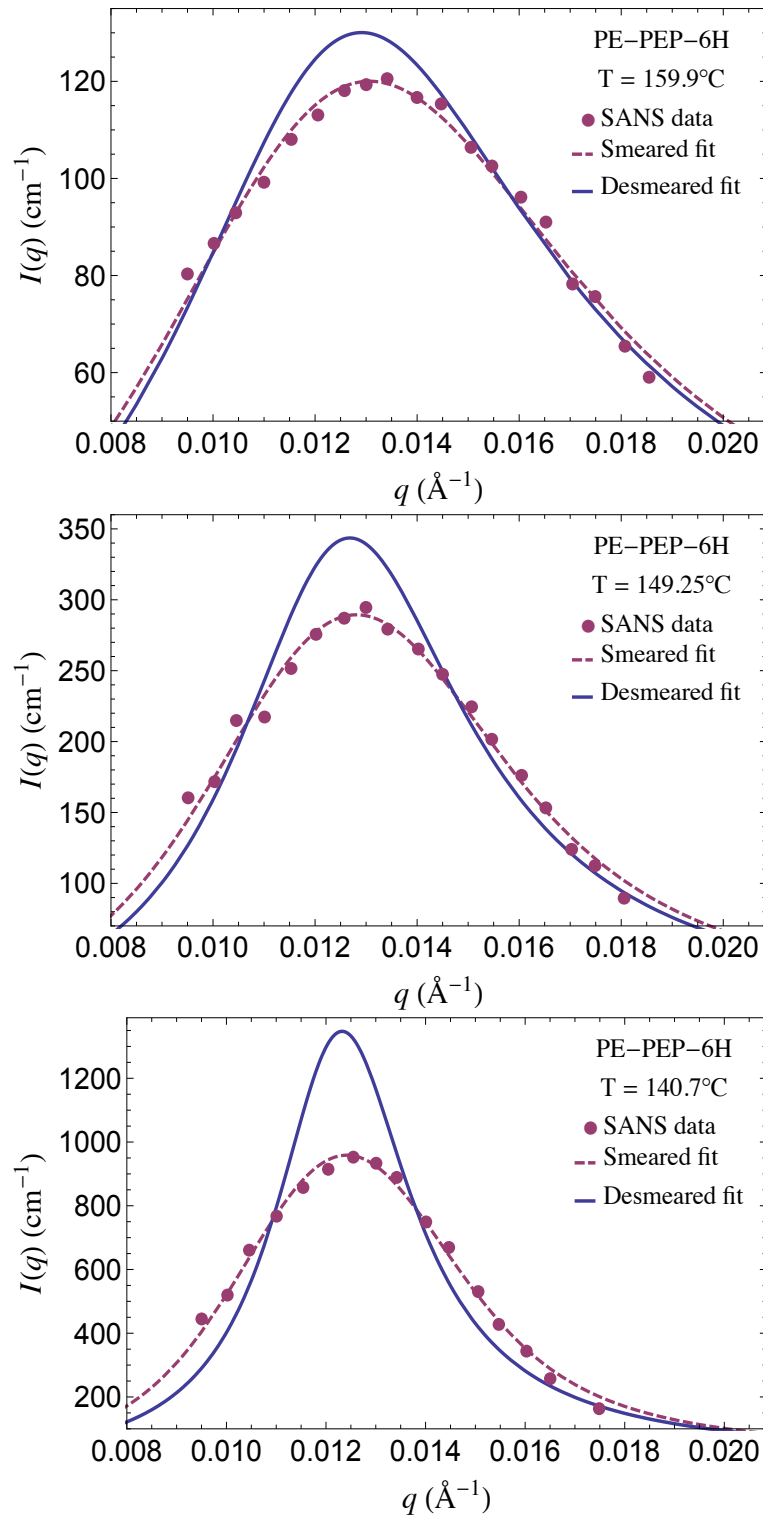 PE−PEP−6H
T = 159.9°C
SANS data
Smeared fit
Desmeared fit
I(q) (cm⁻¹)
120
100
80
60
0.008 0.010 0.012 0.014 0.016 0.018 0.020
q (Å⁻¹)
PE−PEP−6H
T = 149.25°C
SANS data
Smeared fit
Desmeared fit
I(q) (cm⁻¹)
350
300
250
200
150
100
0.008 0.010 0.012 0.014 0.016 0.018 0.020
q (Å⁻¹)
PE−PEP−6H
T = 140.7°C
SANS data
Smeared fit
Desmeared fit
I(q) (cm⁻¹)
1200
1000
800
600
400
200
0.008 0.010 0.012 0.014 0.016 0.018 0.020
q (Å⁻¹)